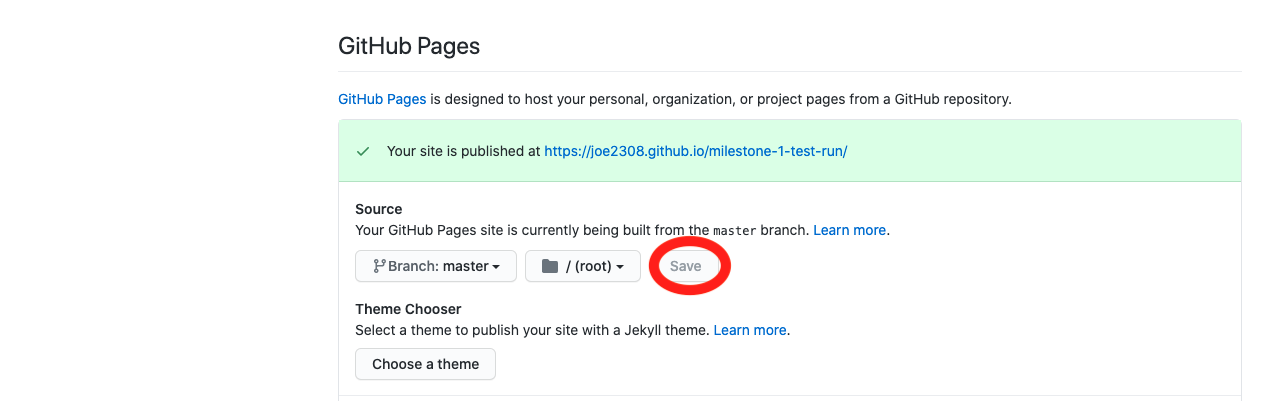 GitHub Pages
GitHub Pages is designed to host your personal, organization, or project pages from a GitHub repository.
Your site is published at https://joe2308.github.io/milestone-1-test-run/
Source
Your GitHub Pages site is currently being built from the master branch. Learn more.
Branch: master / (root) Save
Theme Chooser
Select a theme to publish your site with a Jekyll theme. Learn more.
Choose a theme